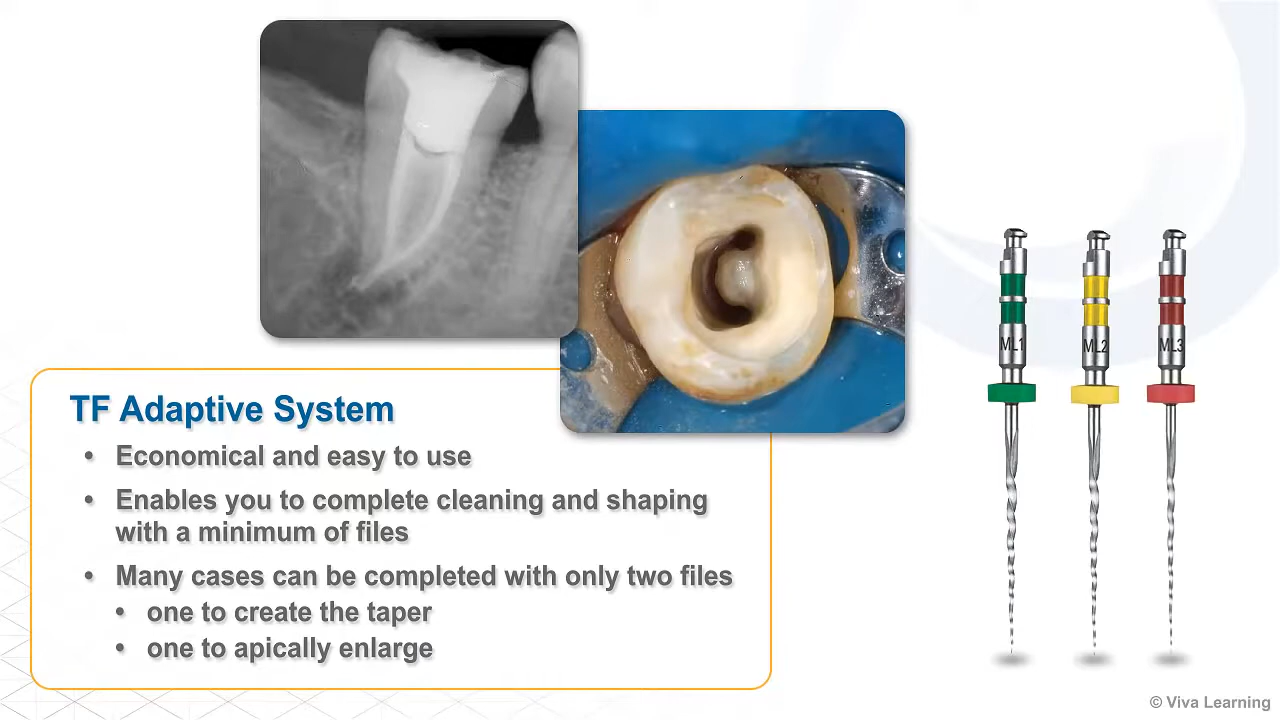 TF Adaptive System
• Economical and easy to use
• Enables you to complete cleaning and shaping
with a minimum of files
• Many cases can be completed with only two files
• one to create the taper
• one to apically enlarge
ML1
ML2
ML3
© Viva Learning